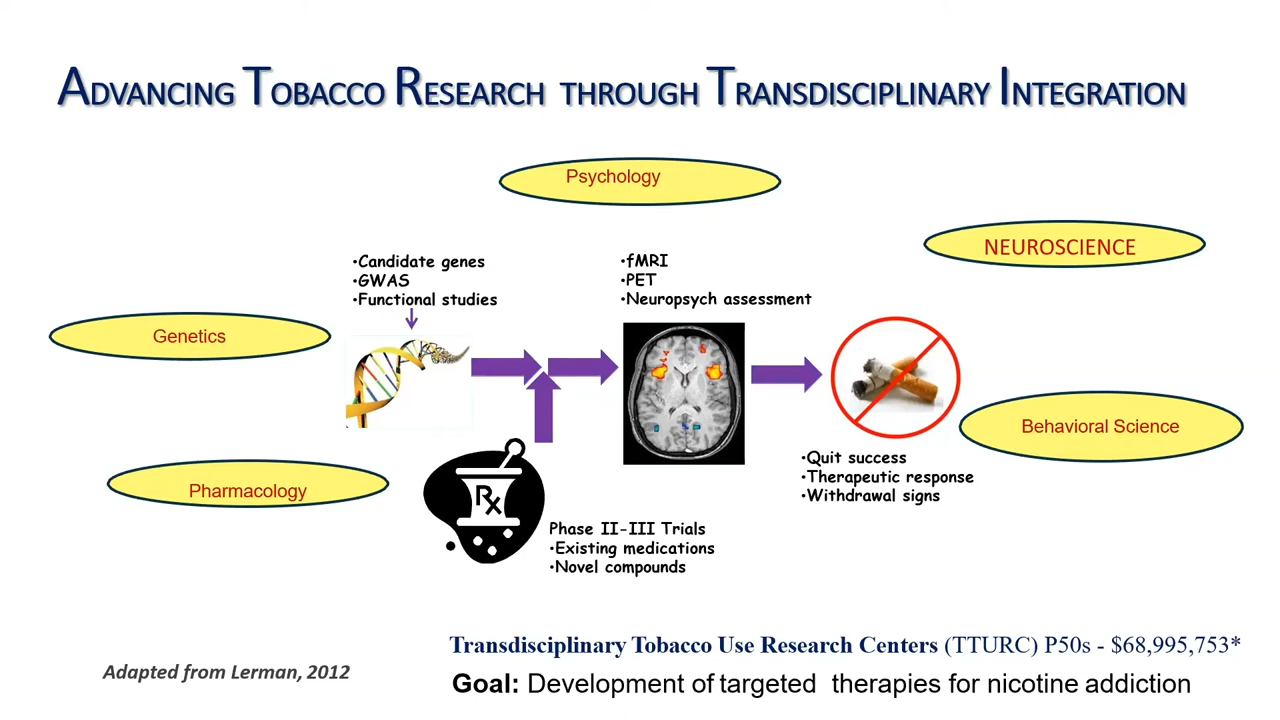 ADVANCING TOBACCO RESEARCH THROUGH TRANSDISCIPLINARY INTEGRATION
Psychology
NEUROSCIENCE
•Candidate genes
•GWAS
•Functional studies
•fMRI
•PET
•Neuropsych assessment
Genetics
Behavioral Science
•Quit success
•Therapeutic response
•Withdrawal signs
Pharmacology
Rx
Phase II-III Trials
•Existing medications
•Novel compounds
Transdisciplinary Tobacco Use Research Centers (TTURC) P50s - $68,995,753*
Adapted from Lerman, 2012
Goal: Development of targeted therapies for nicotine addiction